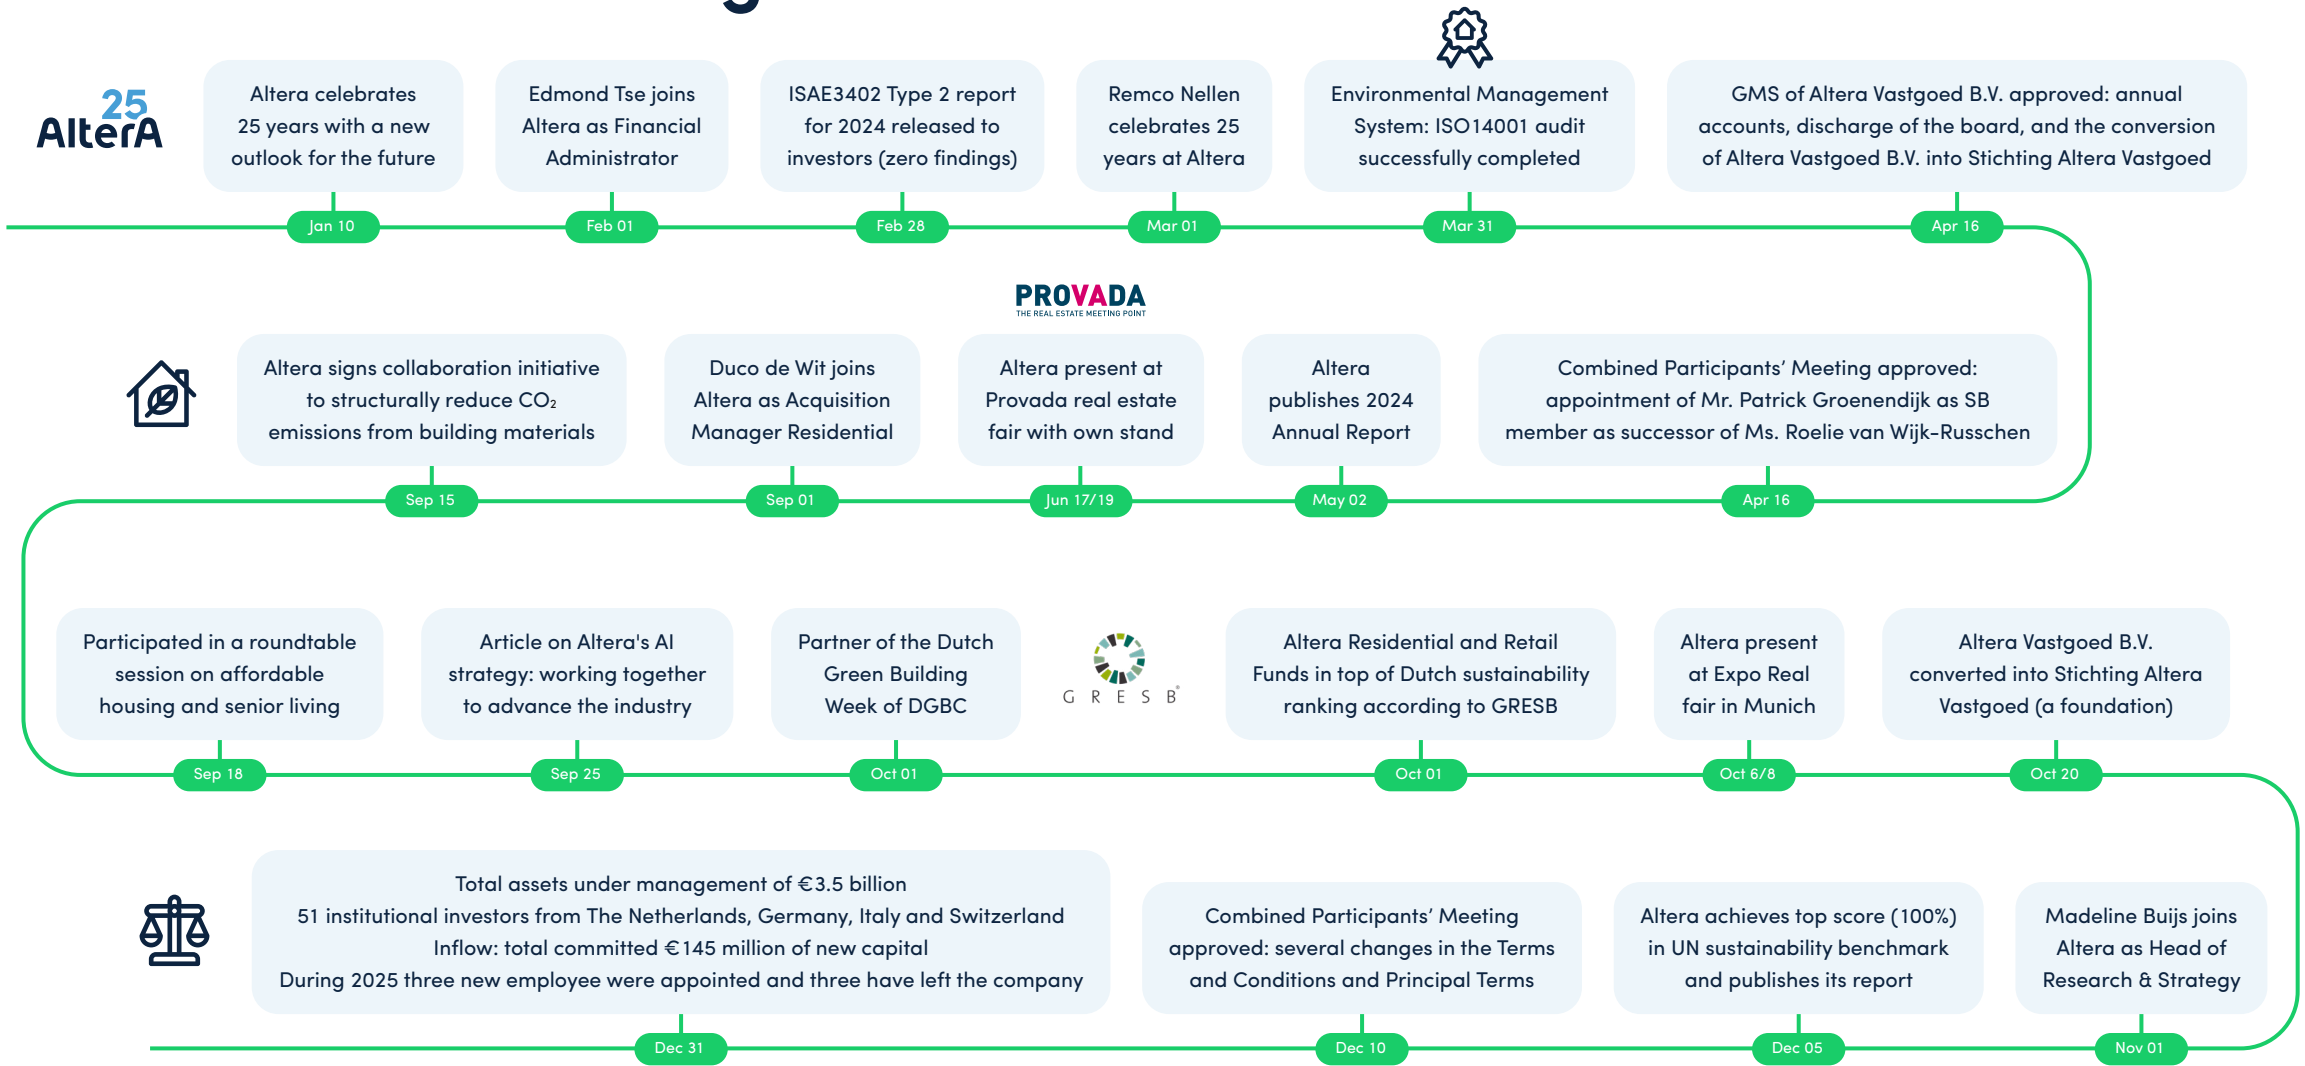 25
AlterA
Altera celebrates
25 years with a new
outlook for the future
Jan 10
Edmond Tse joins
Altera as Financial
Administrator
Feb 01
ISAE3402 Type 2 report
for 2024 released to
investors (zero findings)
Feb 28
Remco Nellen
celebrates 25
years at Altera
Mar 01
Environmental Management
System: ISO14001 audit
successfully completed
Mar 31
GMS of Altera Vastgoed B.V. approved: annual
accounts, discharge of the board, and the conversion
of Altera Vastgoed B.V. into Stichting Altera Vastgoed
Apr 16
Combined Participants’ Meeting approved:
appointment of Mr. Patrick Groenendijk as SB
member as successor of Ms. Roelie van Wijk-Russchen
Apr 16
Altera
publishes 2024
Annual Report
May 02
PROVADA
THE REAL ESTATE MEETING POINT
Altera present at
Provada real estate
fair with own stand
Jun 17/19
Duco de Wit joins
Altera as Acquisition
Manager Residential
Sep 01
Altera signs collaboration initiative
to structurally reduce CO₂
emissions from building materials
Sep 15
Participated in a roundtable
session on affordable
housing and senior living
Sep 18
Article on Altera's AI
strategy: working together
to advance the industry
Sep 25
Partner of the Dutch
Green Building
Week of DGBC
Oct 01
GRESB®
Altera Residential and Retail
Funds in top of Dutch sustainability
ranking according to GRESB
Oct 01
Altera present
at Expo Real
fair in Munich
Oct 6/8
Altera Vastgoed B.V.
converted into Stichting Altera
Vastgoed (a foundation)
Oct 20
Madeline Buijs joins
Altera as Head of
Research & Strategy
Nov 01
Altera achieves top score (100%)
in UN sustainability benchmark
and publishes its report
Dec 05
Combined Participants’ Meeting
approved: several changes in the Terms
and Conditions and Principal Terms
Dec 10
Total assets under management of €3.5 billion
51 institutional investors from The Netherlands, Germany, Italy and Switzerland
Inflow: total committed €145 million of new capital
During 2025 three new employee were appointed and three have left the company
Dec 31